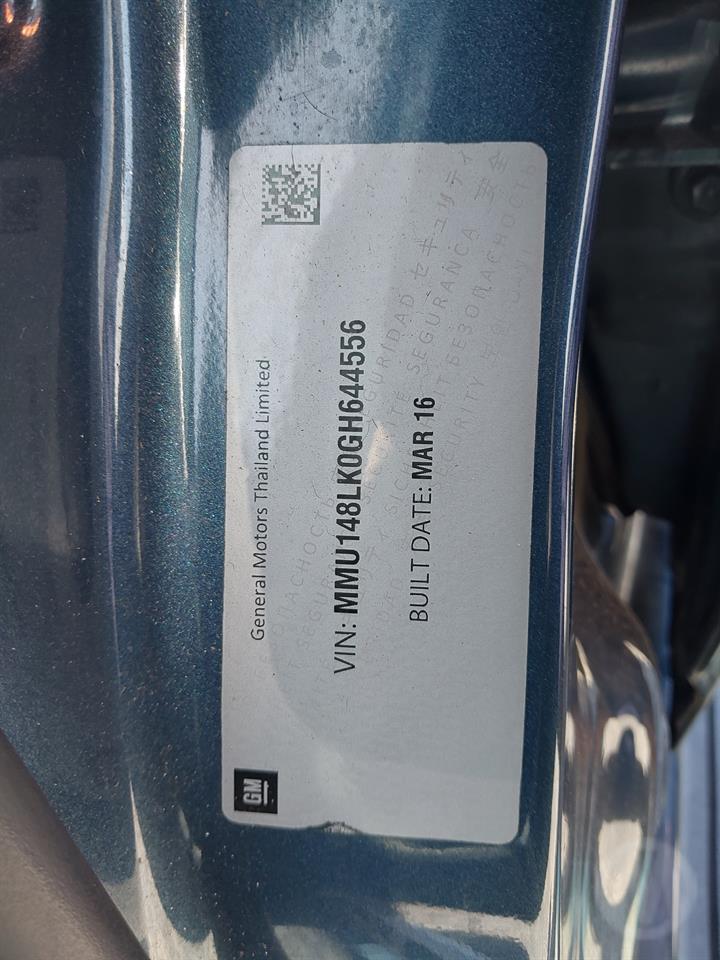 GM
General Motors Thailand Limited
VIN: MMU148LK0GH644556
BUILT DATE: MAR 16